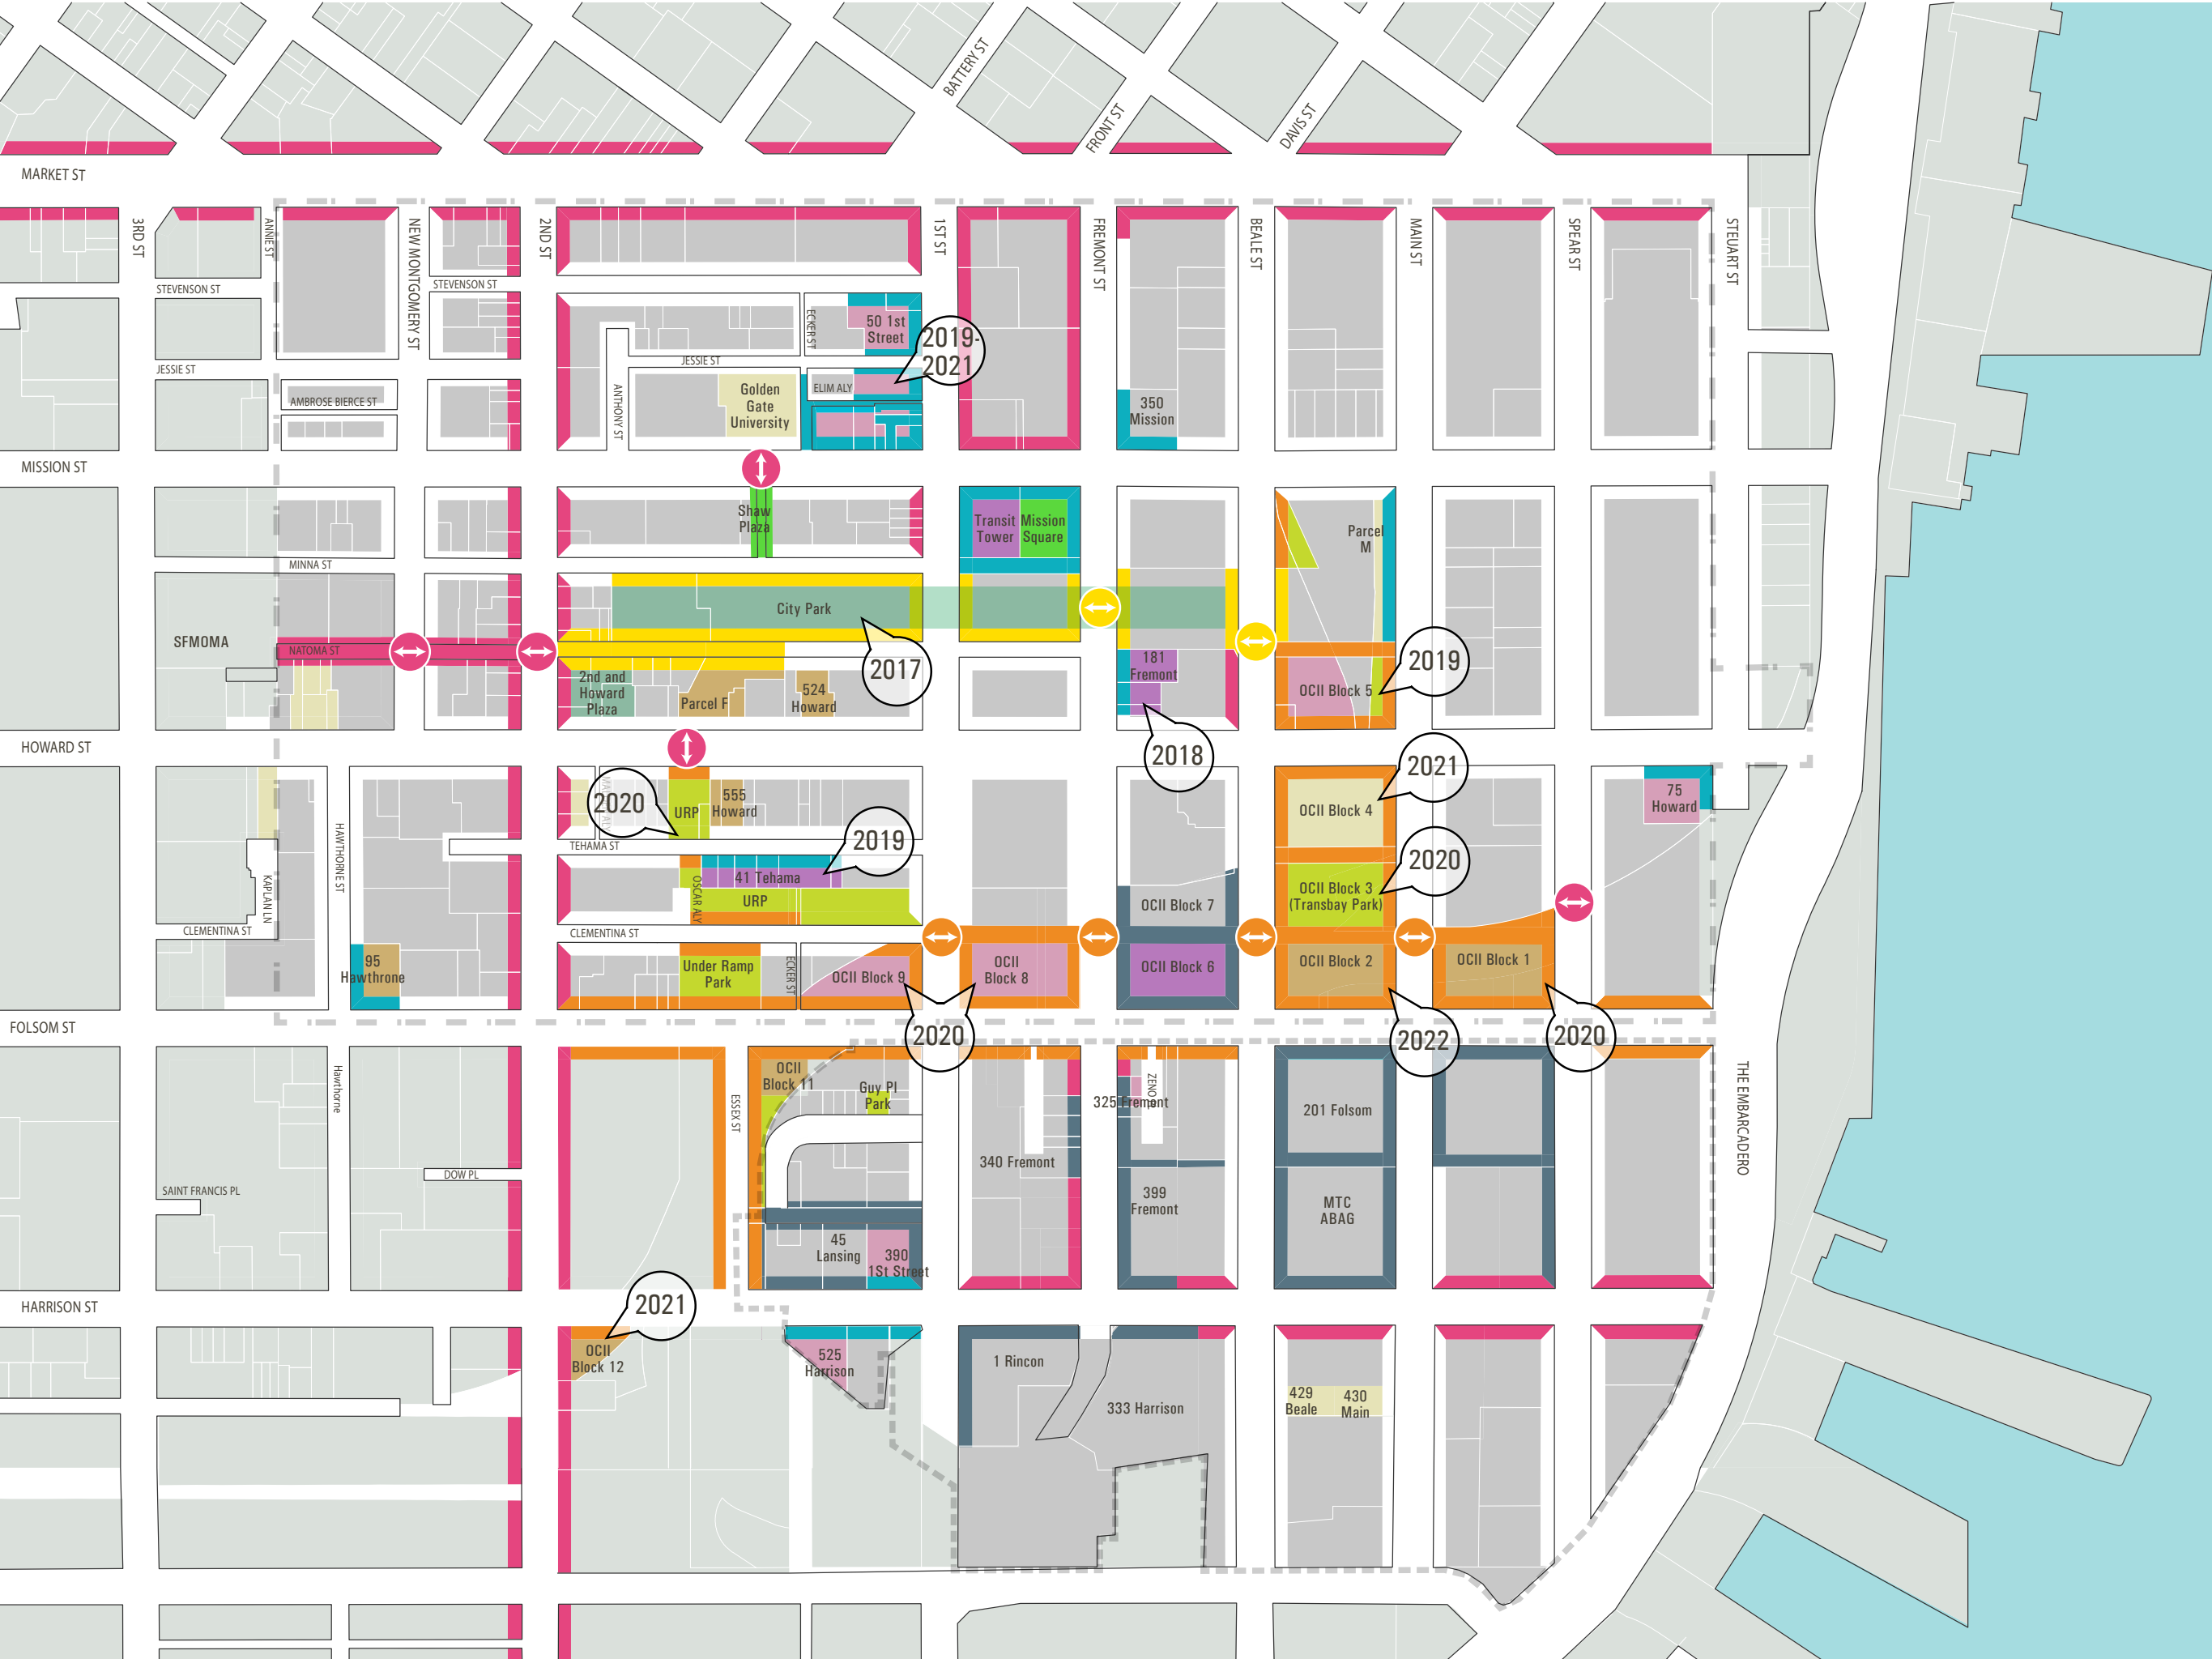 BATTERY ST
FRONT ST
DAVIS ST
MARKET ST
3RD ST
ANNIE ST
NEW MONTGOMERY ST
2ND ST
1ST ST
FREMONT ST
BEALE ST
MAIN ST
SPEAR ST
STEUART ST
STEVENSON ST
STEVENSON ST
ECKER ST
50 1st
Street
2019-
2021
JESSIE ST
JESSIE ST
ELIM ALY
ANTHONY ST
AMBROSE BIERCE ST
Golden
Gate
University
350
Mission
MISSION ST
Shaw
Plaza
Transit
Tower
Mission
Square
Parcel
M
MINNA ST
City Park
SFMOMA
NATOMA ST
2017
2nd and
Howard
Plaza
Parcel F
524
Howard
181
Fremont
OCII Block 5
2019
2018
HOWARD ST
2020
URP
555
Howard
2021
OCII Block 4
75
Howard
TEHAMA ST
2019
HAWTHORNE ST
KAPLAN LN
OSCAR ALY
41 Tehama
URP
OCII Block 7
OCII Block 3
(Transbay Park)
2020
CLEMENTINA ST
CLEMENTINA ST
95
Hawthrone
Under Ramp
Park
ECKER ST
OCII Block 9
OCII
Block 8
OCII Block 6
OCII Block 2
OCII Block 1
FOLSOM ST
2020
2022
2020
Hawthorne
ESSEX ST
OCII
Block 11
Guy Pl
Park
325 Fremont
ZENO PL
201 Folsom
THE EMBARCADERO
340 Fremont
DOW PL
SAINT FRANCIS PL
399
Fremont
MTC
ABAG
45
Lansing
390
1St Street
HARRISON ST
2021
OCII
Block 12
525
Harrison
1 Rincon
333 Harrison
429
Beale
430
Main